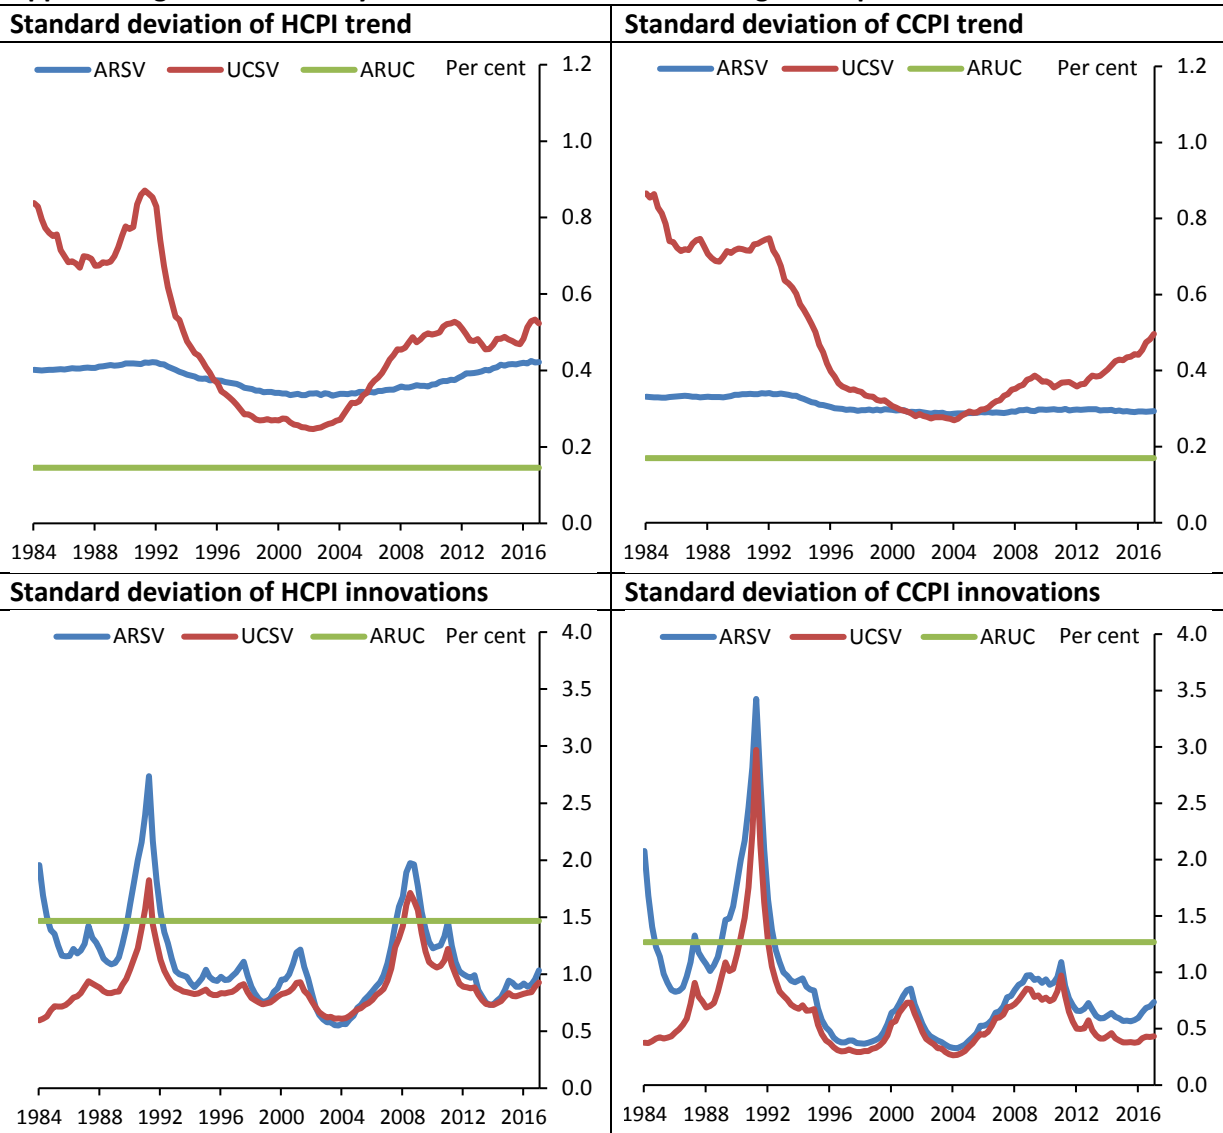 Standard deviation of HCPI trend
ARSV UCSV ARUC Per cent
1.2
1.0
0.8
0.6
0.4
0.2
0.0
1984 1988 1992 1996 2000 2004 2008 2012 2016
Standard deviation of CCPI trend
ARSV UCSV ARUC Per cent
1.2
1.0
0.8
0.6
0.4
0.2
0.0
1984 1988 1992 1996 2000 2004 2008 2012 2016
Standard deviation of HCPI innovations
ARSV UCSV ARUC Per cent
4.0
3.5
3.0
2.5
2.0
1.5
1.0
0.5
0.0
1984 1988 1992 1996 2000 2004 2008 2012 2016
Standard deviation of CCPI innovations
ARSV UCSV ARUC Per cent
4.0
3.5
3.0
2.5
2.0
1.5
1.0
0.5
0.0
1984 1988 1992 1996 2000 2004 2008 2012 2016